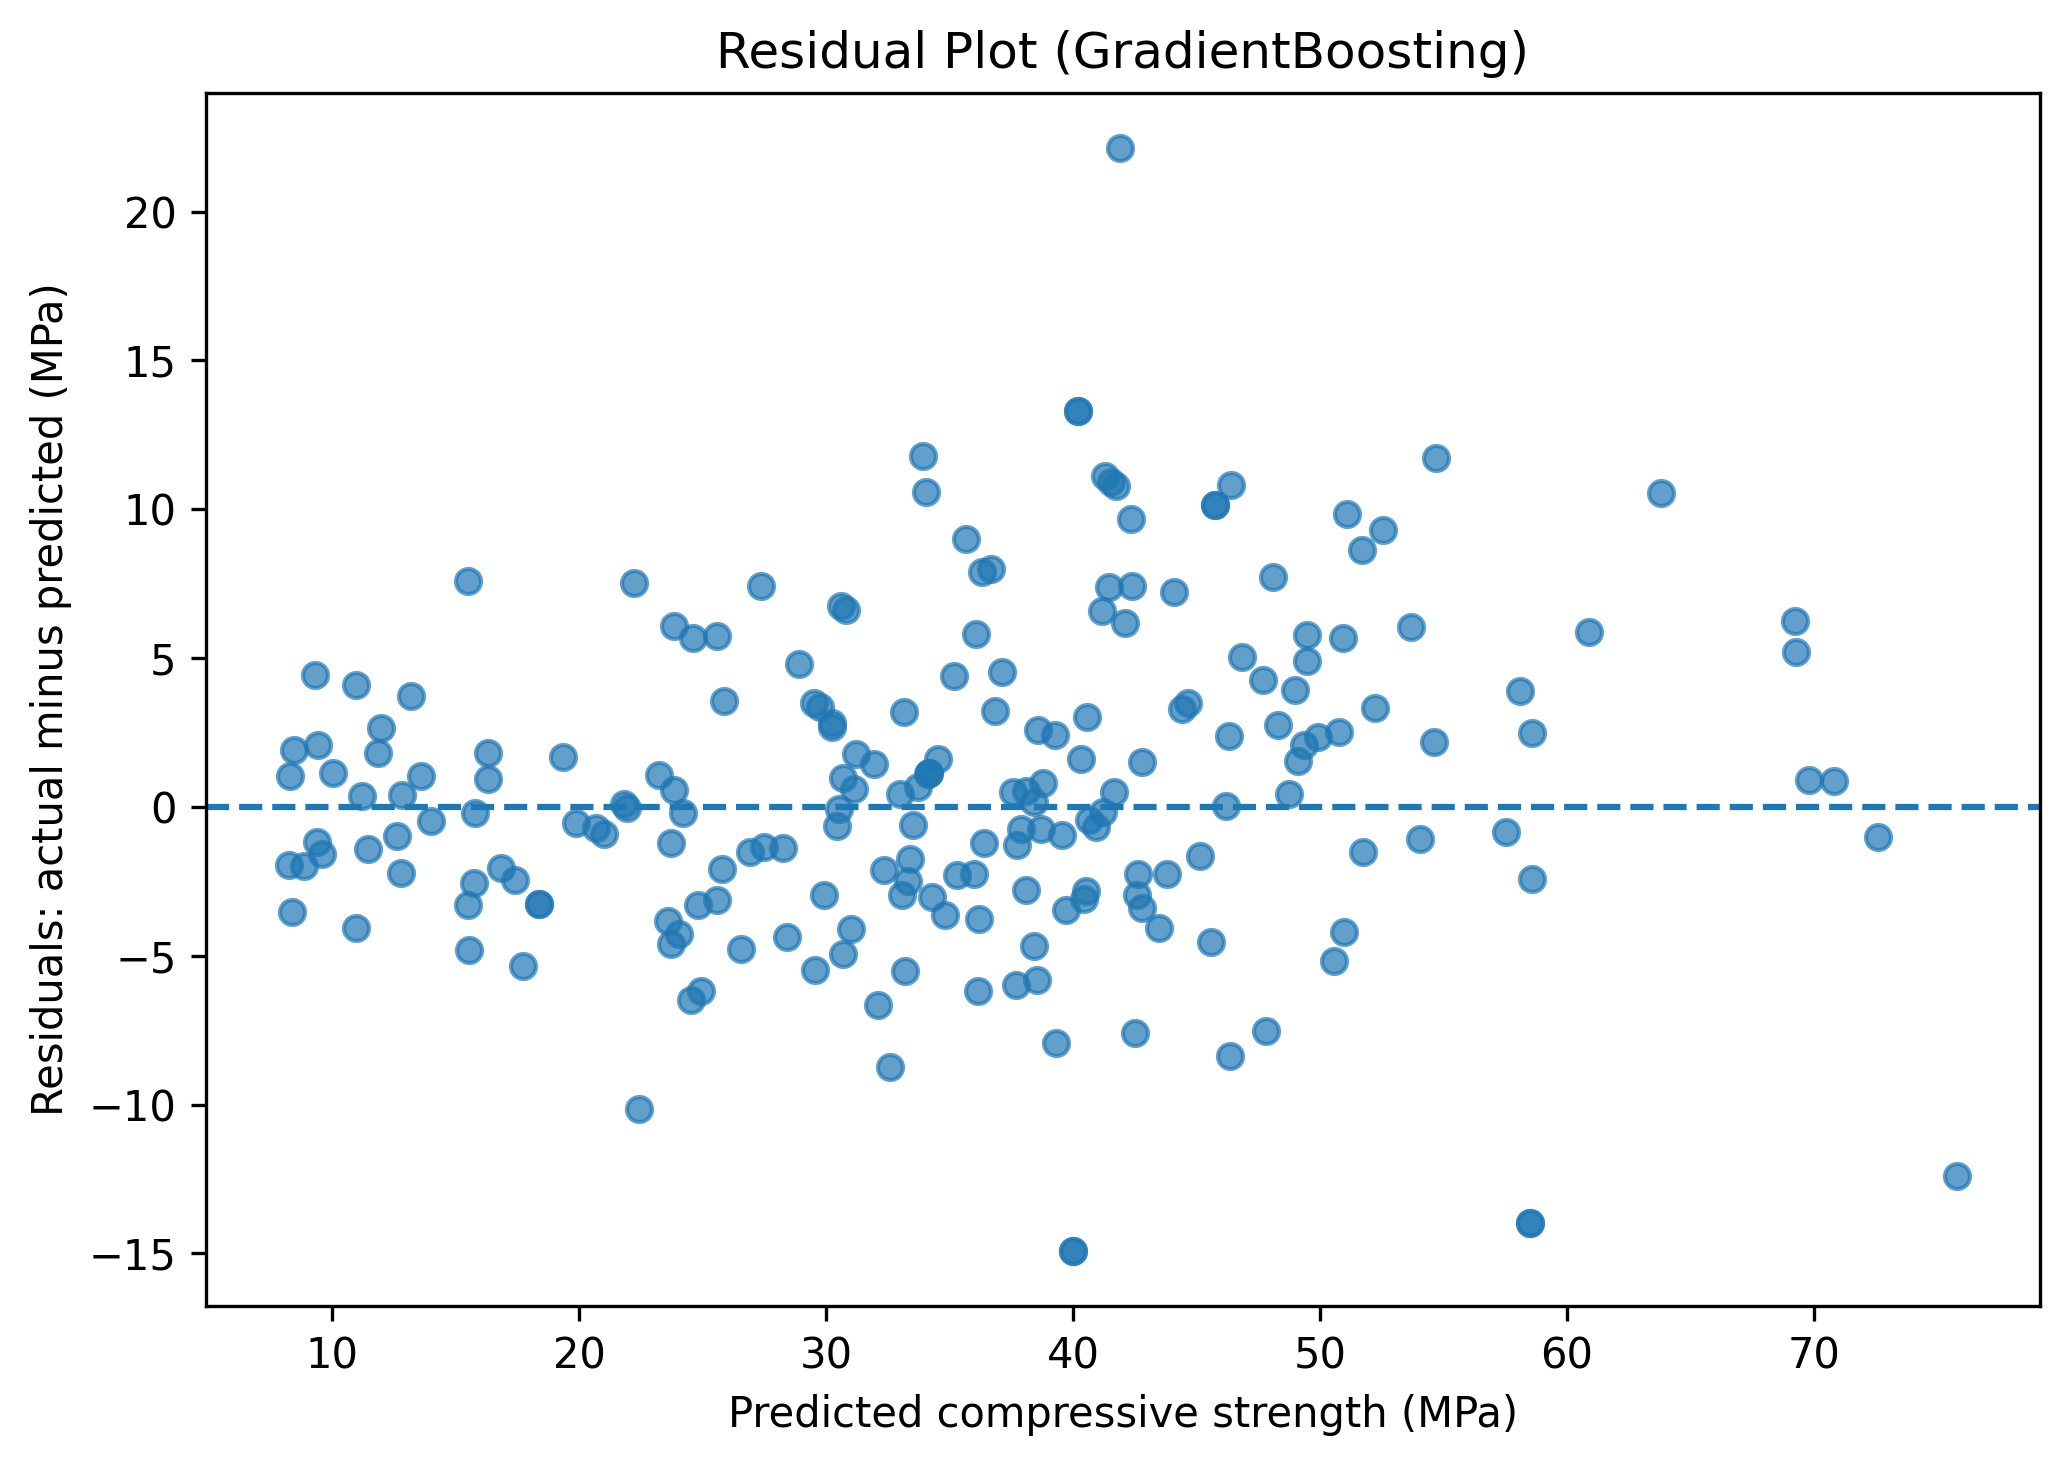 Residual Plot (GradientBoosting)
Residuals: actual minus predicted (MPa)
20
15
10
5
0
−5
−10
−15
10 20 30 40 50 60 70
Predicted compressive strength (MPa)